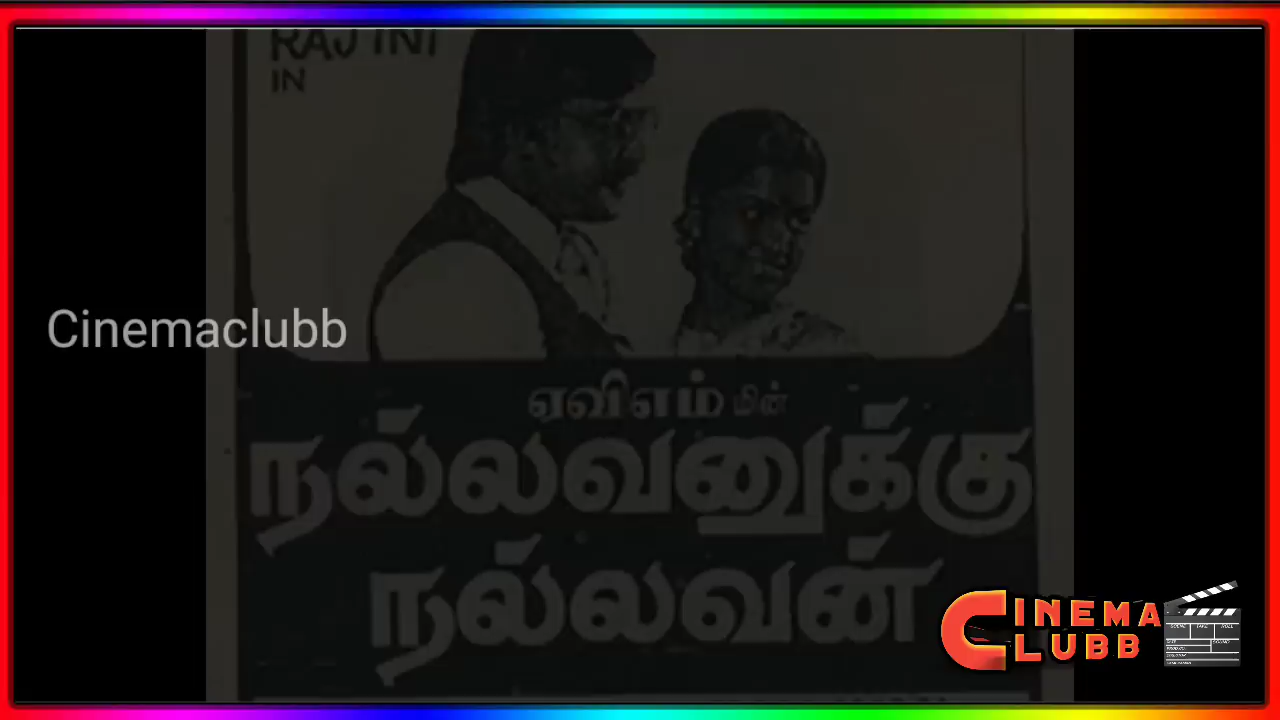 RAJINI
IN
Cinemaclubb
ஏவிஎம் மின்
நல்லவனுக்கு
நல்லவன்
CINEMA
CLUBB